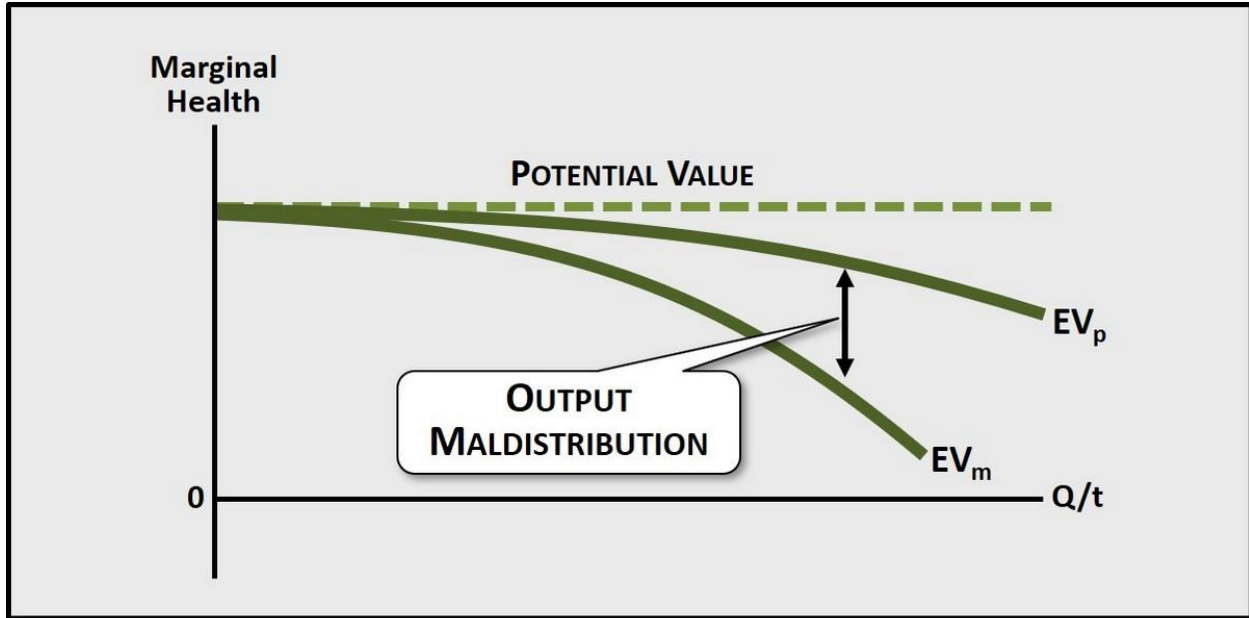 Marginal
Health
POTENTIAL VALUE
EVp
OUTPUT
MALDISTRIBUTION
EVm
0
Q/t